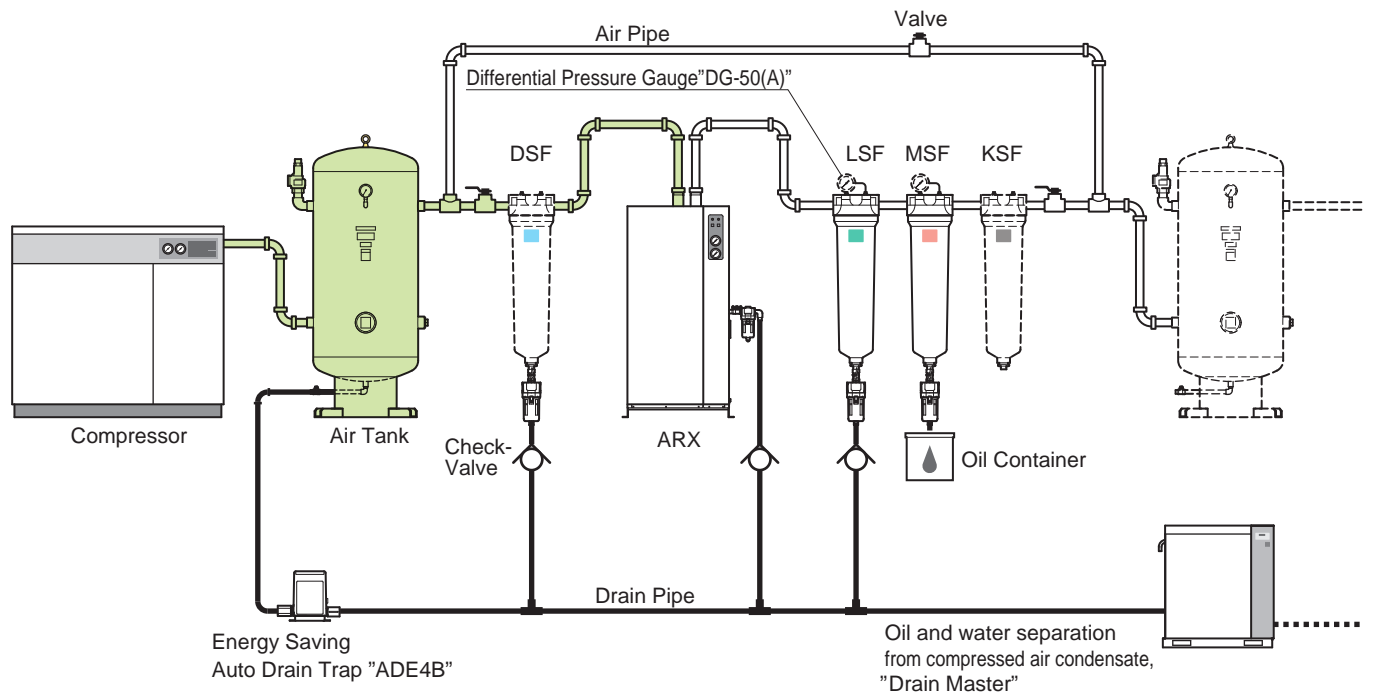 Valve
Air Pipe
Differential Pressure Gauge"DG-50(A)"
DSF
LSF
MSF
KSF
Compressor
Air Tank
Check-
Valve
ARX
Oil Container
Drain Pipe
Energy Saving
Auto Drain Trap "ADE4B"
Oil and water separation
from compressed air condensate,
"Drain Master"